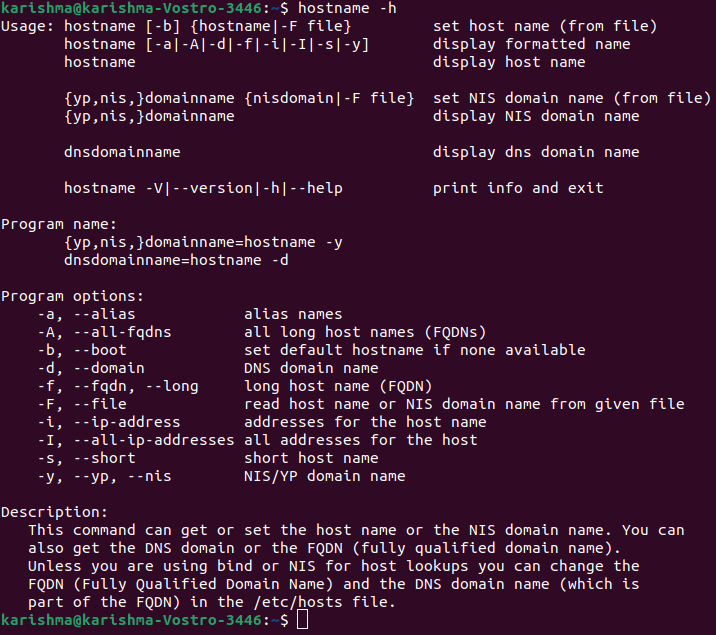 karishma@karishma-Vostro-3446:~$ hostname -h
Usage: hostname [-b] {hostname|-F file}         set host name (from file)
       hostname [-a|-A|-d|-f|-i|-I|-s|-y]       display formatted name
       hostname                                 display host name

       {yp,nis,}domainname {nisdomain|-F file}  set NIS domain name (from file)
       {yp,nis,}domainname                      display NIS domain name

       dnsdomainname                            display dns domain name

       hostname -V|--version|-h|--help          print info and exit

Program name:
       {yp,nis,}domainname=hostname -y
       dnsdomainname=hostname -d

Program options:
    -a, --alias            alias names
    -A, --all-fqdns        all long host names (FQDNs)
    -b, --boot             set default hostname if none available
    -d, --domain           DNS domain name
    -f, --fqdn, --long     long host name (FQDN)
    -F, --file             read host name or NIS domain name from given file
    -i, --ip-address       addresses for the host name
    -I, --all-ip-addresses all addresses for the host
    -s, --short            short host name
    -y, --yp, --nis        NIS/YP domain name

Description:
   This command can get or set the host name or the NIS domain name. You can
   also get the DNS domain or the FQDN (fully qualified domain name).
   Unless you are using bind or NIS for host lookups you can change the
   FQDN (Fully Qualified Domain Name) and the DNS domain name (which is
   part of the FQDN) in the /etc/hosts file.
karishma@karishma-Vostro-3446:~$